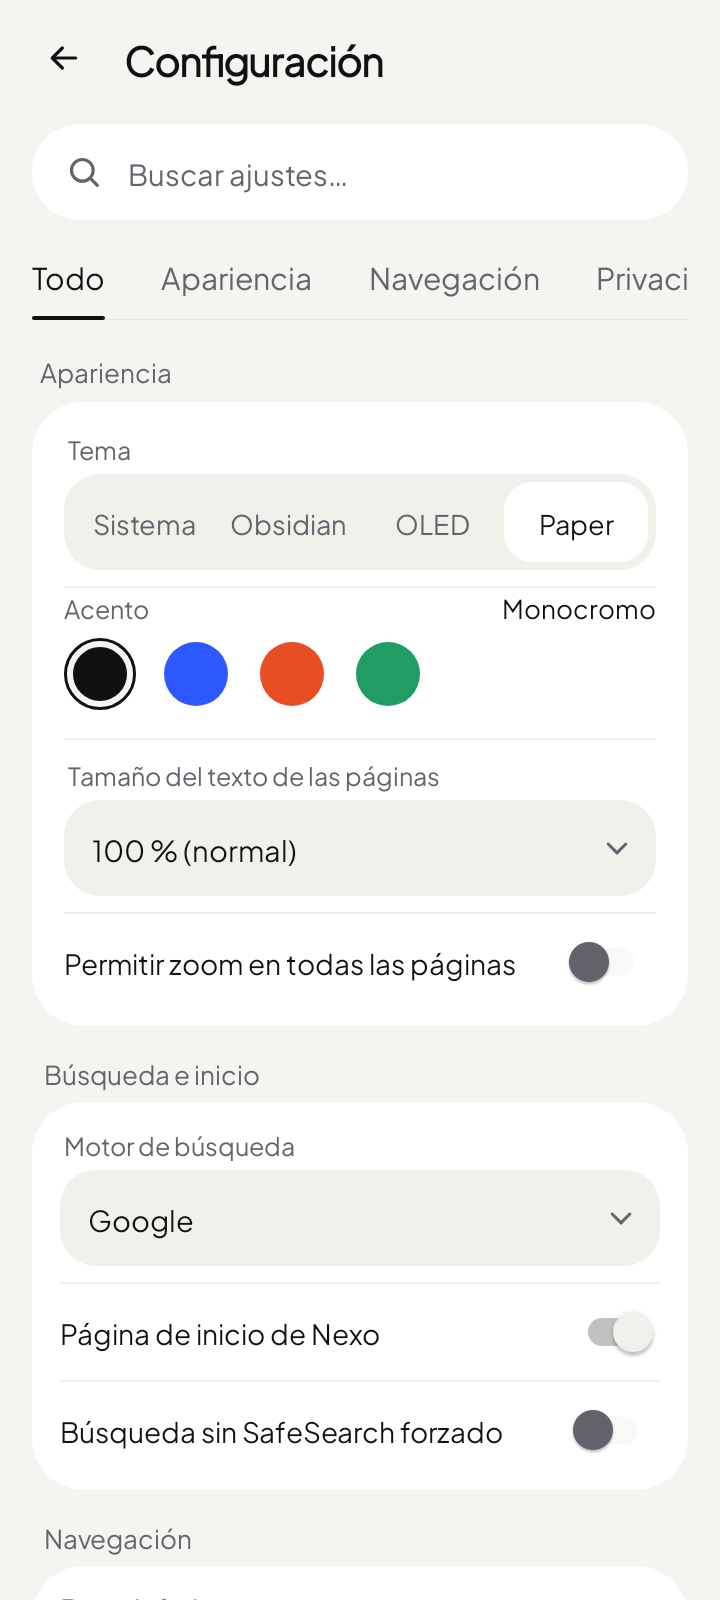 Configuración
Buscar ajustes...
Todo Apariencia Navegación Privaci
Apariencia
Tema
Sistema Obsidian OLED Paper
Acento Monocromo
Tamaño del texto de las páginas
100 % (normal)
Permitir zoom en todas las páginas
Búsqueda e inicio
Motor de búsqueda
Google
Página de inicio de Nexo
Búsqueda sin SafeSearch forzado
Navegación